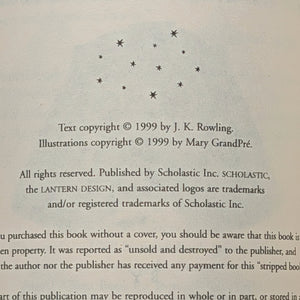 Text copyright © 1999 by J. K. Rowling.
Illustrations copyright © 1999 by Mary GrandPré.
All rights reserved. Published by Scholastic Inc. SCHOLASTIC,
the LANTERN DESIGN, and associated logos are trademarks
and/or registered trademarks of Scholastic Inc.
u purchased this book without a cover, you should be aware that this book is
en property. It was reported as “unsold and destroyed” to the publisher, and
the author nor the publisher has received any payment for this “stripped boo
art of this publication may be reproduced in whole or in part, or stored in